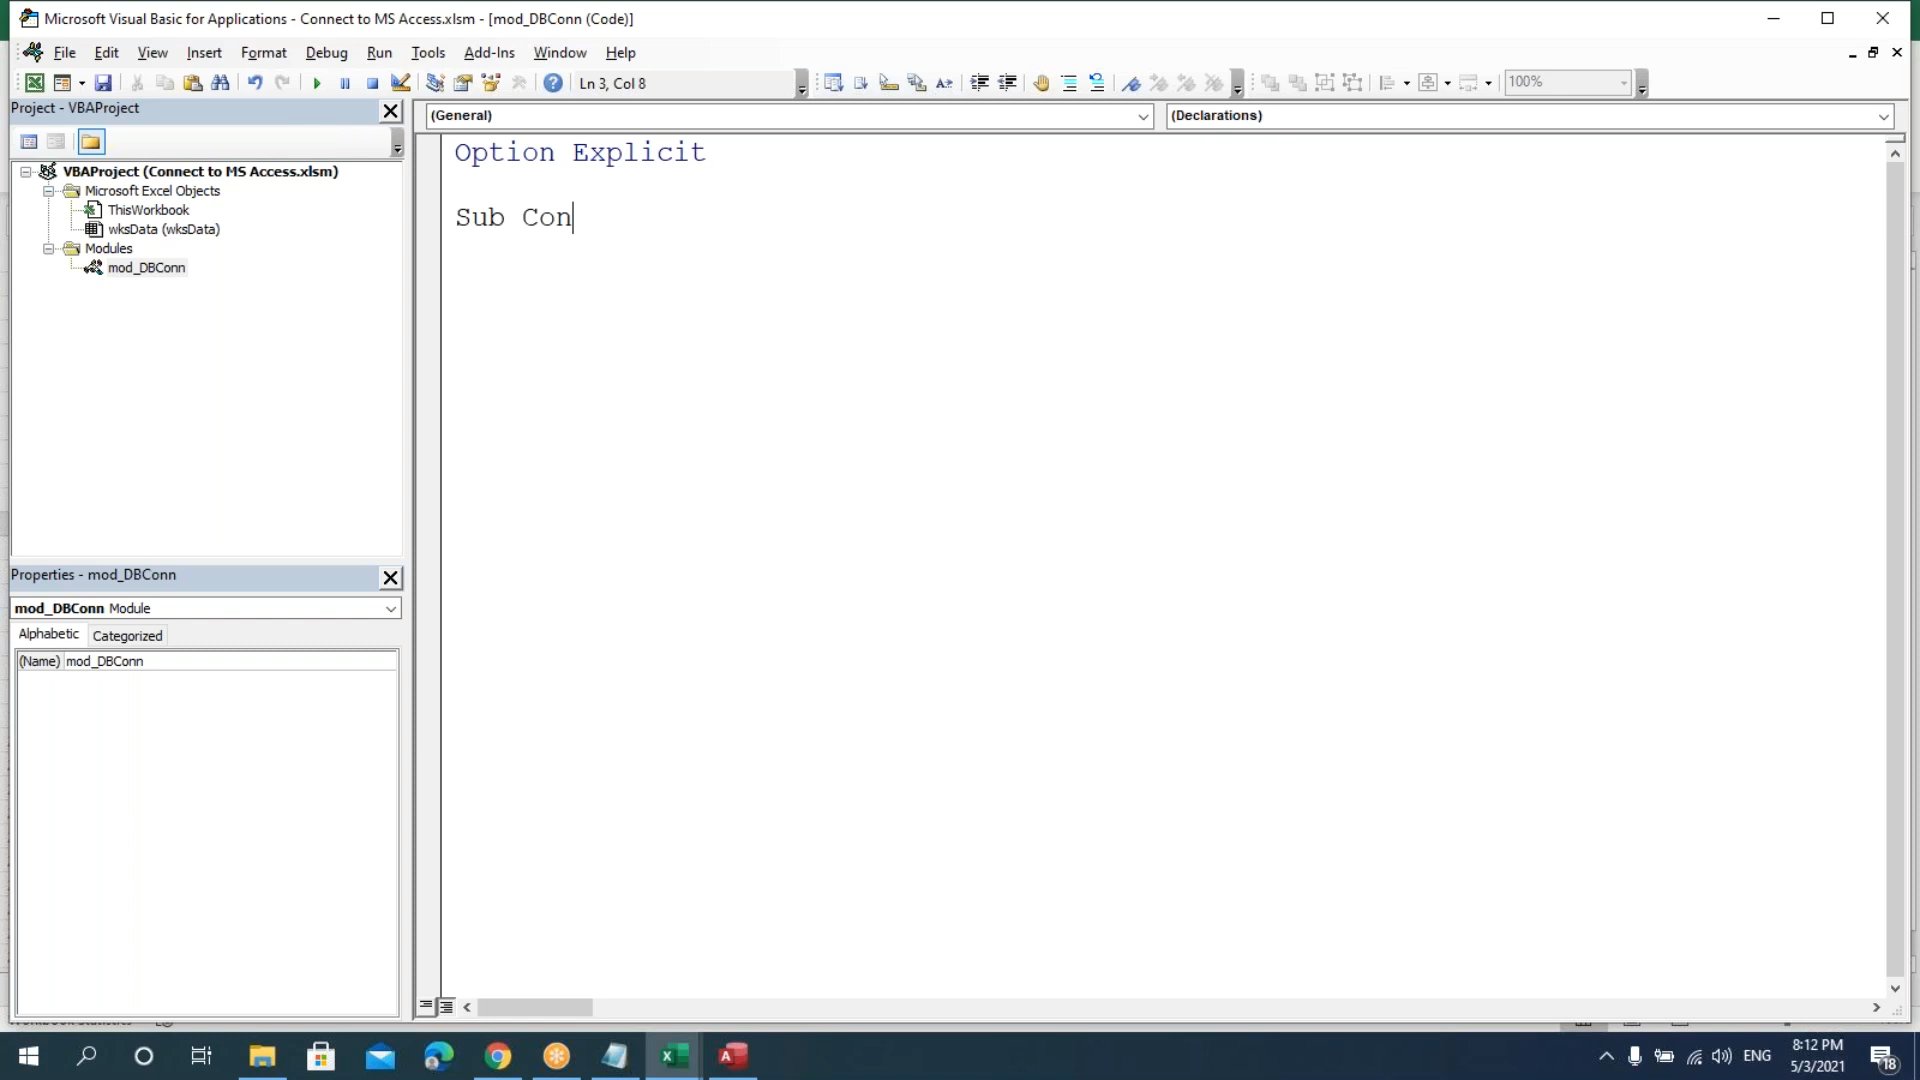 Microsoft Visual Basic for Applications - Connect to MS Access.xlsm - [mod_DBConn (Code)]
File Edit View Insert Format Debug Run Tools Add-Ins Window Help
Ln 3, Col 8
100%
Project - VBAProject
(General)
(Declarations)
VBAProject (Connect to MS Access.xlsm)
Microsoft Excel Objects
ThisWorkbook
wksData (wksData)
Modules
mod_DBConn
Option Explicit
Sub Con
Properties - mod_DBConn
mod_DBConn Module
Alphabetic Categorized
(Name) mod_DBConn
ENG
8:12 PM
5/3/2021
18